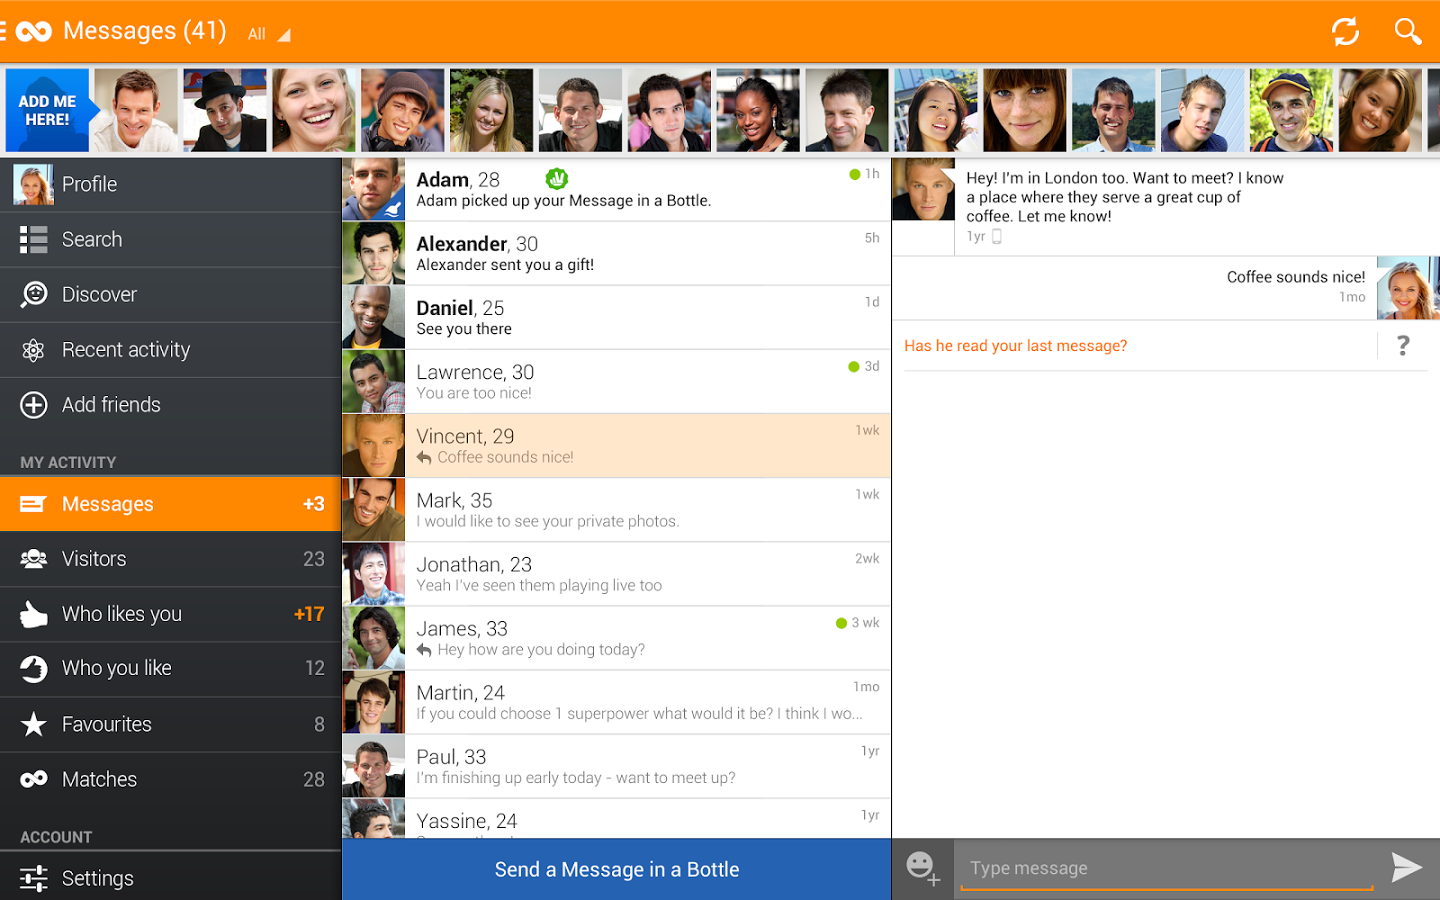 Messages (41)
All
ADD ME
HERE!
Profile
Search
Discover
Recent activity
Add friends
MY ACTIVITY
Messages +3
Visitors 23
Who likes you +17
Who you like 12
Favourites 8
Matches 28
ACCOUNT
Settings
Adam, 28 1h
Adam picked up your Message in a Bottle.
Alexander, 30 5h
Alexander sent you a gift!
Daniel, 25 1d
See you there
Lawrence, 30 3d
You are too nice!
Vincent, 29 1wk
Coffee sounds nice!
Mark, 35 1wk
I would like to see your private photos.
Jonathan, 23 2wk
Yeah I've seen them playing live too
James, 33 3 wk
Hey how are you doing today?
Martin, 24 1mo
If you could choose 1 superpower what would it be? I think I wo...
Paul, 33 1yr
I'm finishing up early today - want to meet up?
Yassine, 24 1yr
Send a Message in a Bottle
Hey! I'm in London too. Want to meet? I know
a place where they serve a great cup of
coffee. Let me know!
1yr
Coffee sounds nice!
1mo
Has he read your last message? ?
Type message